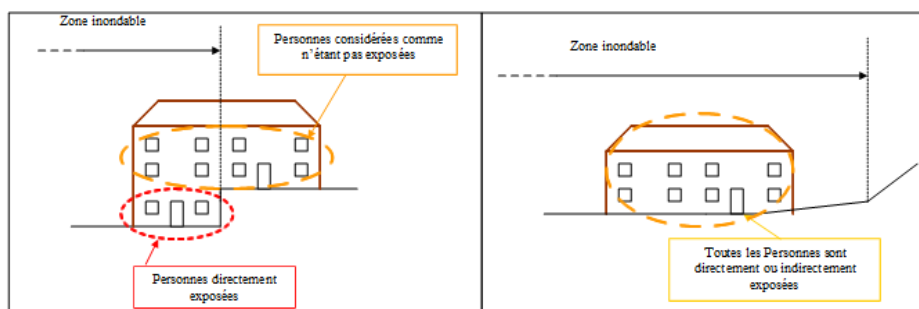 Zone inondable
Personnes considérées comme
n'étant pas exposées
Personnes directement
exposées
Zone inondable
Toutes les Personnes sont
directement ou indirectement
exposées